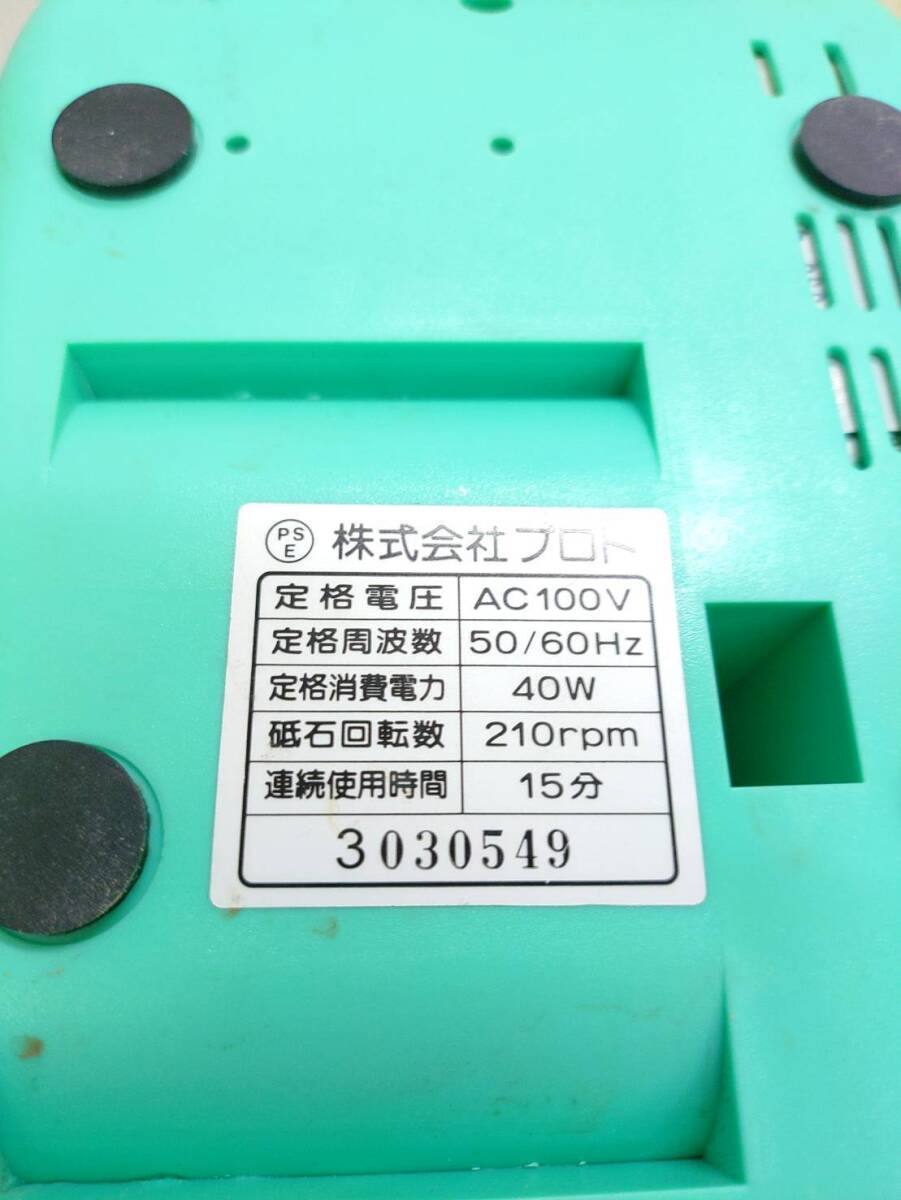 PS E 株式会社プロト
定格電圧 AC100V
定格周波数 50/60Hz
定格消費電力 40W
砥石回転数 210rpm
連続使用時間 15分
3030549